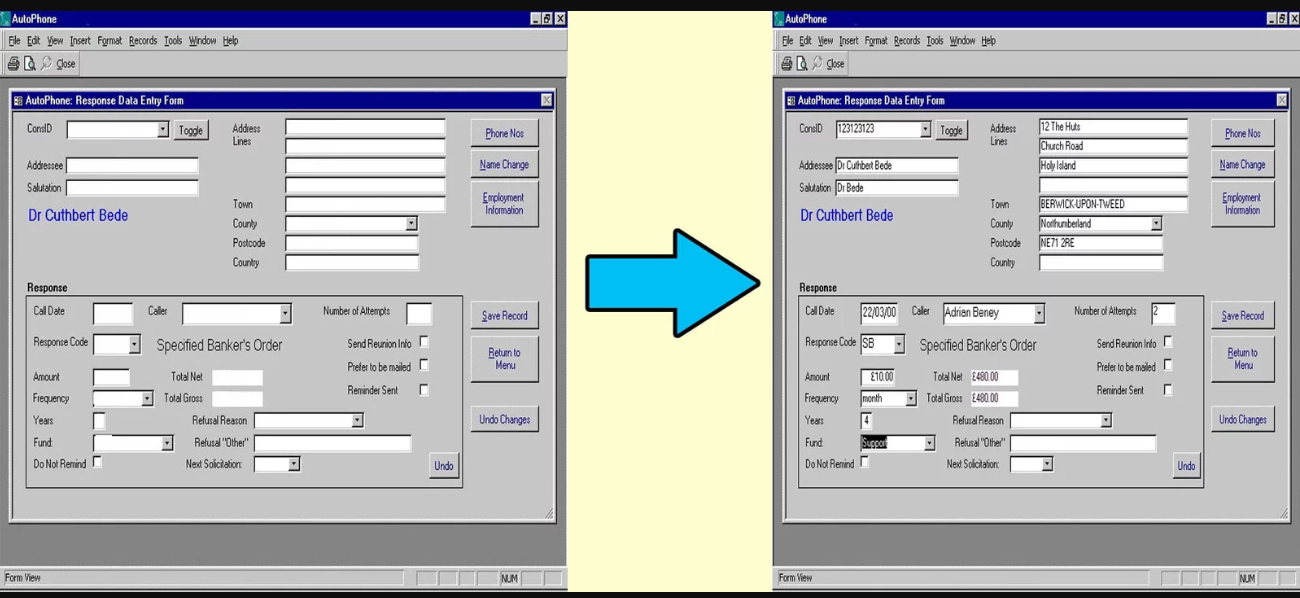 AutoPhone
File Edit View Insert Format Records Tools Window Help
Close
AutoPhone: Response Data Entry Form
ConsID Toggle Address Lines Phone Nos
Addressee Name Change
Salutation Employment Information
Dr Cuthbert Bede Town
County
Postcode
Country
Response
Call Date Caller Number of Attempts Save Record
Response Code Specified Banker's Order Send Reunion Info Return to Menu
Prefer to be mailed
Amount Total Net
Reminder Sent
Frequency Total Gross
Years Refusal Reason Undo Changes
Fund: Refusal "Other"
Do Not Remind Next Solicitation: Undo
Form View NUM
AutoPhone
File Edit View Insert Format Records Tools Window Help
Close
AutoPhone: Response Data Entry Form
ConsID 123123123 Toggle Address Lines 12 The Huts Phone Nos
Church Road
Addressee Dr Cuthbert Bede Holy Island Name Change
Salutation Dr Bede Employment Information
Dr Cuthbert Bede Town BERWICK-UPON-TWEED
County Northumberland
Postcode NE71 2RE
Country
Response
Call Date 22/03/00 Caller Adrian Beney Number of Attempts 2 Save Record
Response Code SB Specified Banker's Order Send Reunion Info Return to Menu
Prefer to be mailed
Amount £10.00 Total Net £480.00
Reminder Sent
Frequency month Total Gross £480.00
Years 4 Refusal Reason Undo Changes
Fund: Support Refusal "Other"
Do Not Remind Next Solicitation: Undo
Form View NUM